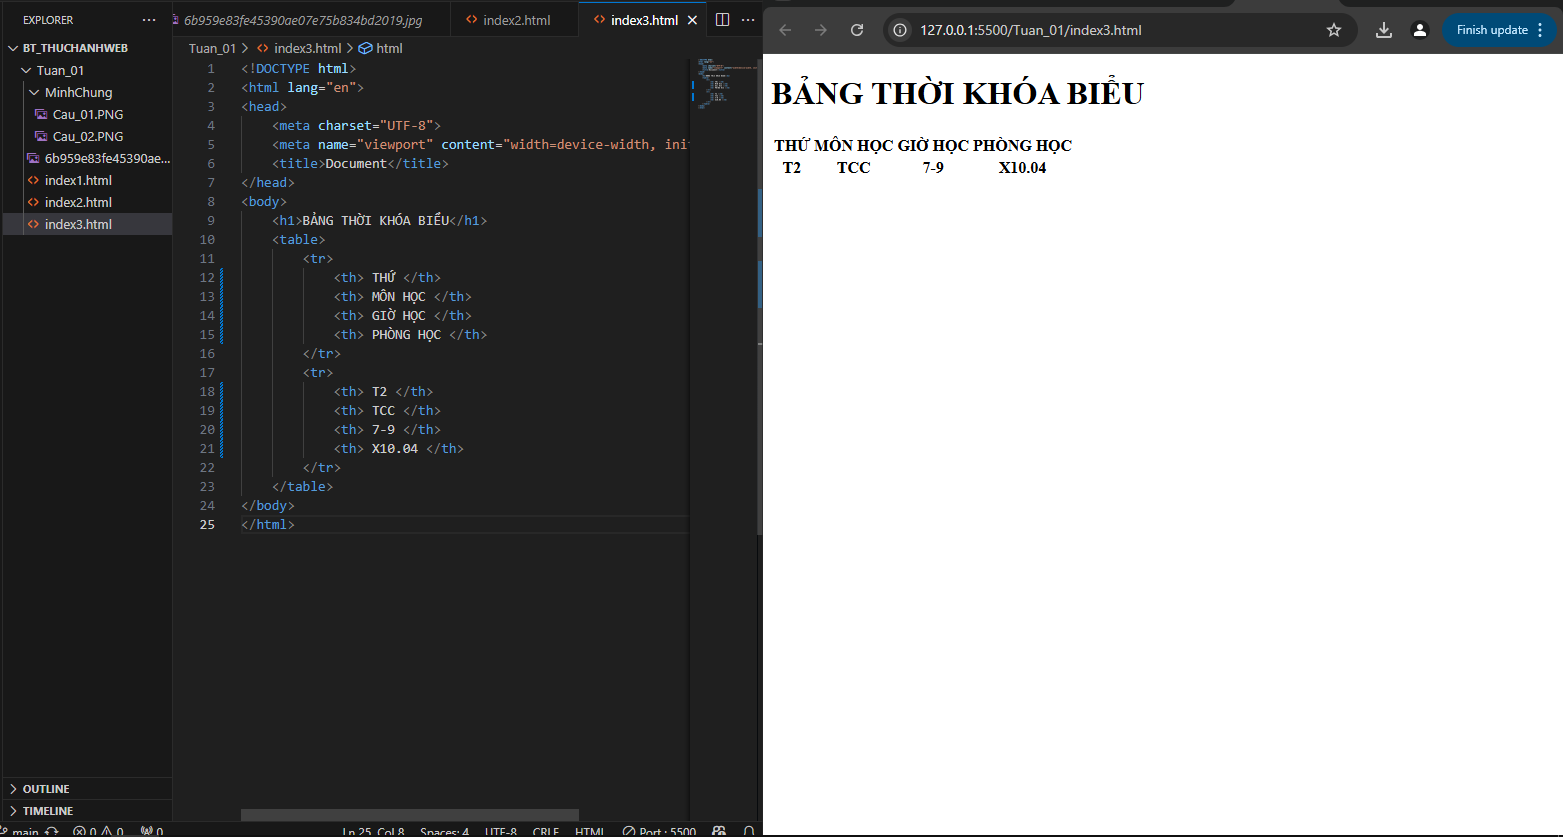 EXPLORER
BT_THUCHANHWEB
Tuan_01
MinhChung
Cau_01.PNG
Cau_02.PNG
6b959e83fe45390ae...
index1.html
index2.html
index3.html
OUTLINE
TIMELINE
6b959e83fe45390ae07e75b834bd2019.jpg
index2.html
index3.html
Tuan_01 > index3.html > html
1 <!DOCTYPE html>
2 <html lang="en">
3 <head>
4 <meta charset="UTF-8">
5 <meta name="viewport" content="width=device-width, init
6 <title>Document</title>
7 </head>
8 <body>
9 <h1>BẢNG THỜI KHÓA BIỂU</h1>
10 <table>
11 <tr>
12 <th> THỨ </th>
13 <th> MÔN HỌC </th>
14 <th> GIỜ HỌC </th>
15 <th> PHÒNG HỌC </th>
16 </tr>
17 <tr>
18 <th> T2 </th>
19 <th> TCC </th>
20 <th> 7-9 </th>
21 <th> X10.04 </th>
22 </tr>
23 </table>
24 </body>
25 </html>
main 0 0 0 Ln 25, Col 8 Spaces: 4 UTF-8 CRLF HTML Port : 5500
127.0.0.1:5500/Tuan_01/index3.html
Finish update
BẢNG THỜI KHÓA BIỂU
THỨ MÔN HỌC GIỜ HỌC PHÒNG HỌC
T2 TCC 7-9 X10.04